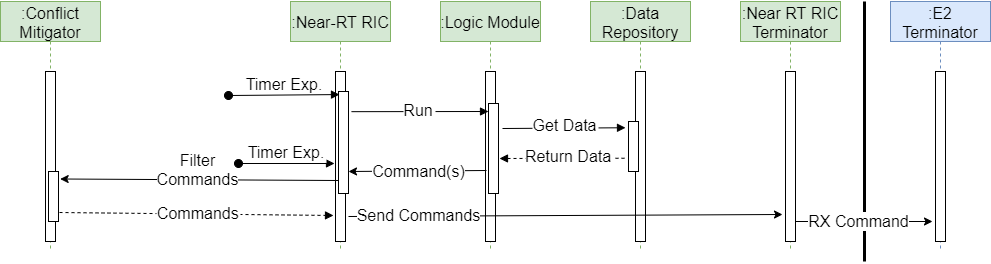 :Conflict
Mitigator
:Near-RT RIC
:Logic Module
:Data
Repository
:Near RT RIC
Terminator
:E2
Terminator
Timer Exp.
Run
Get Data
Timer Exp.
Return Data
Filter
Commands
Command(s)
Commands
Send Commands
RX Command